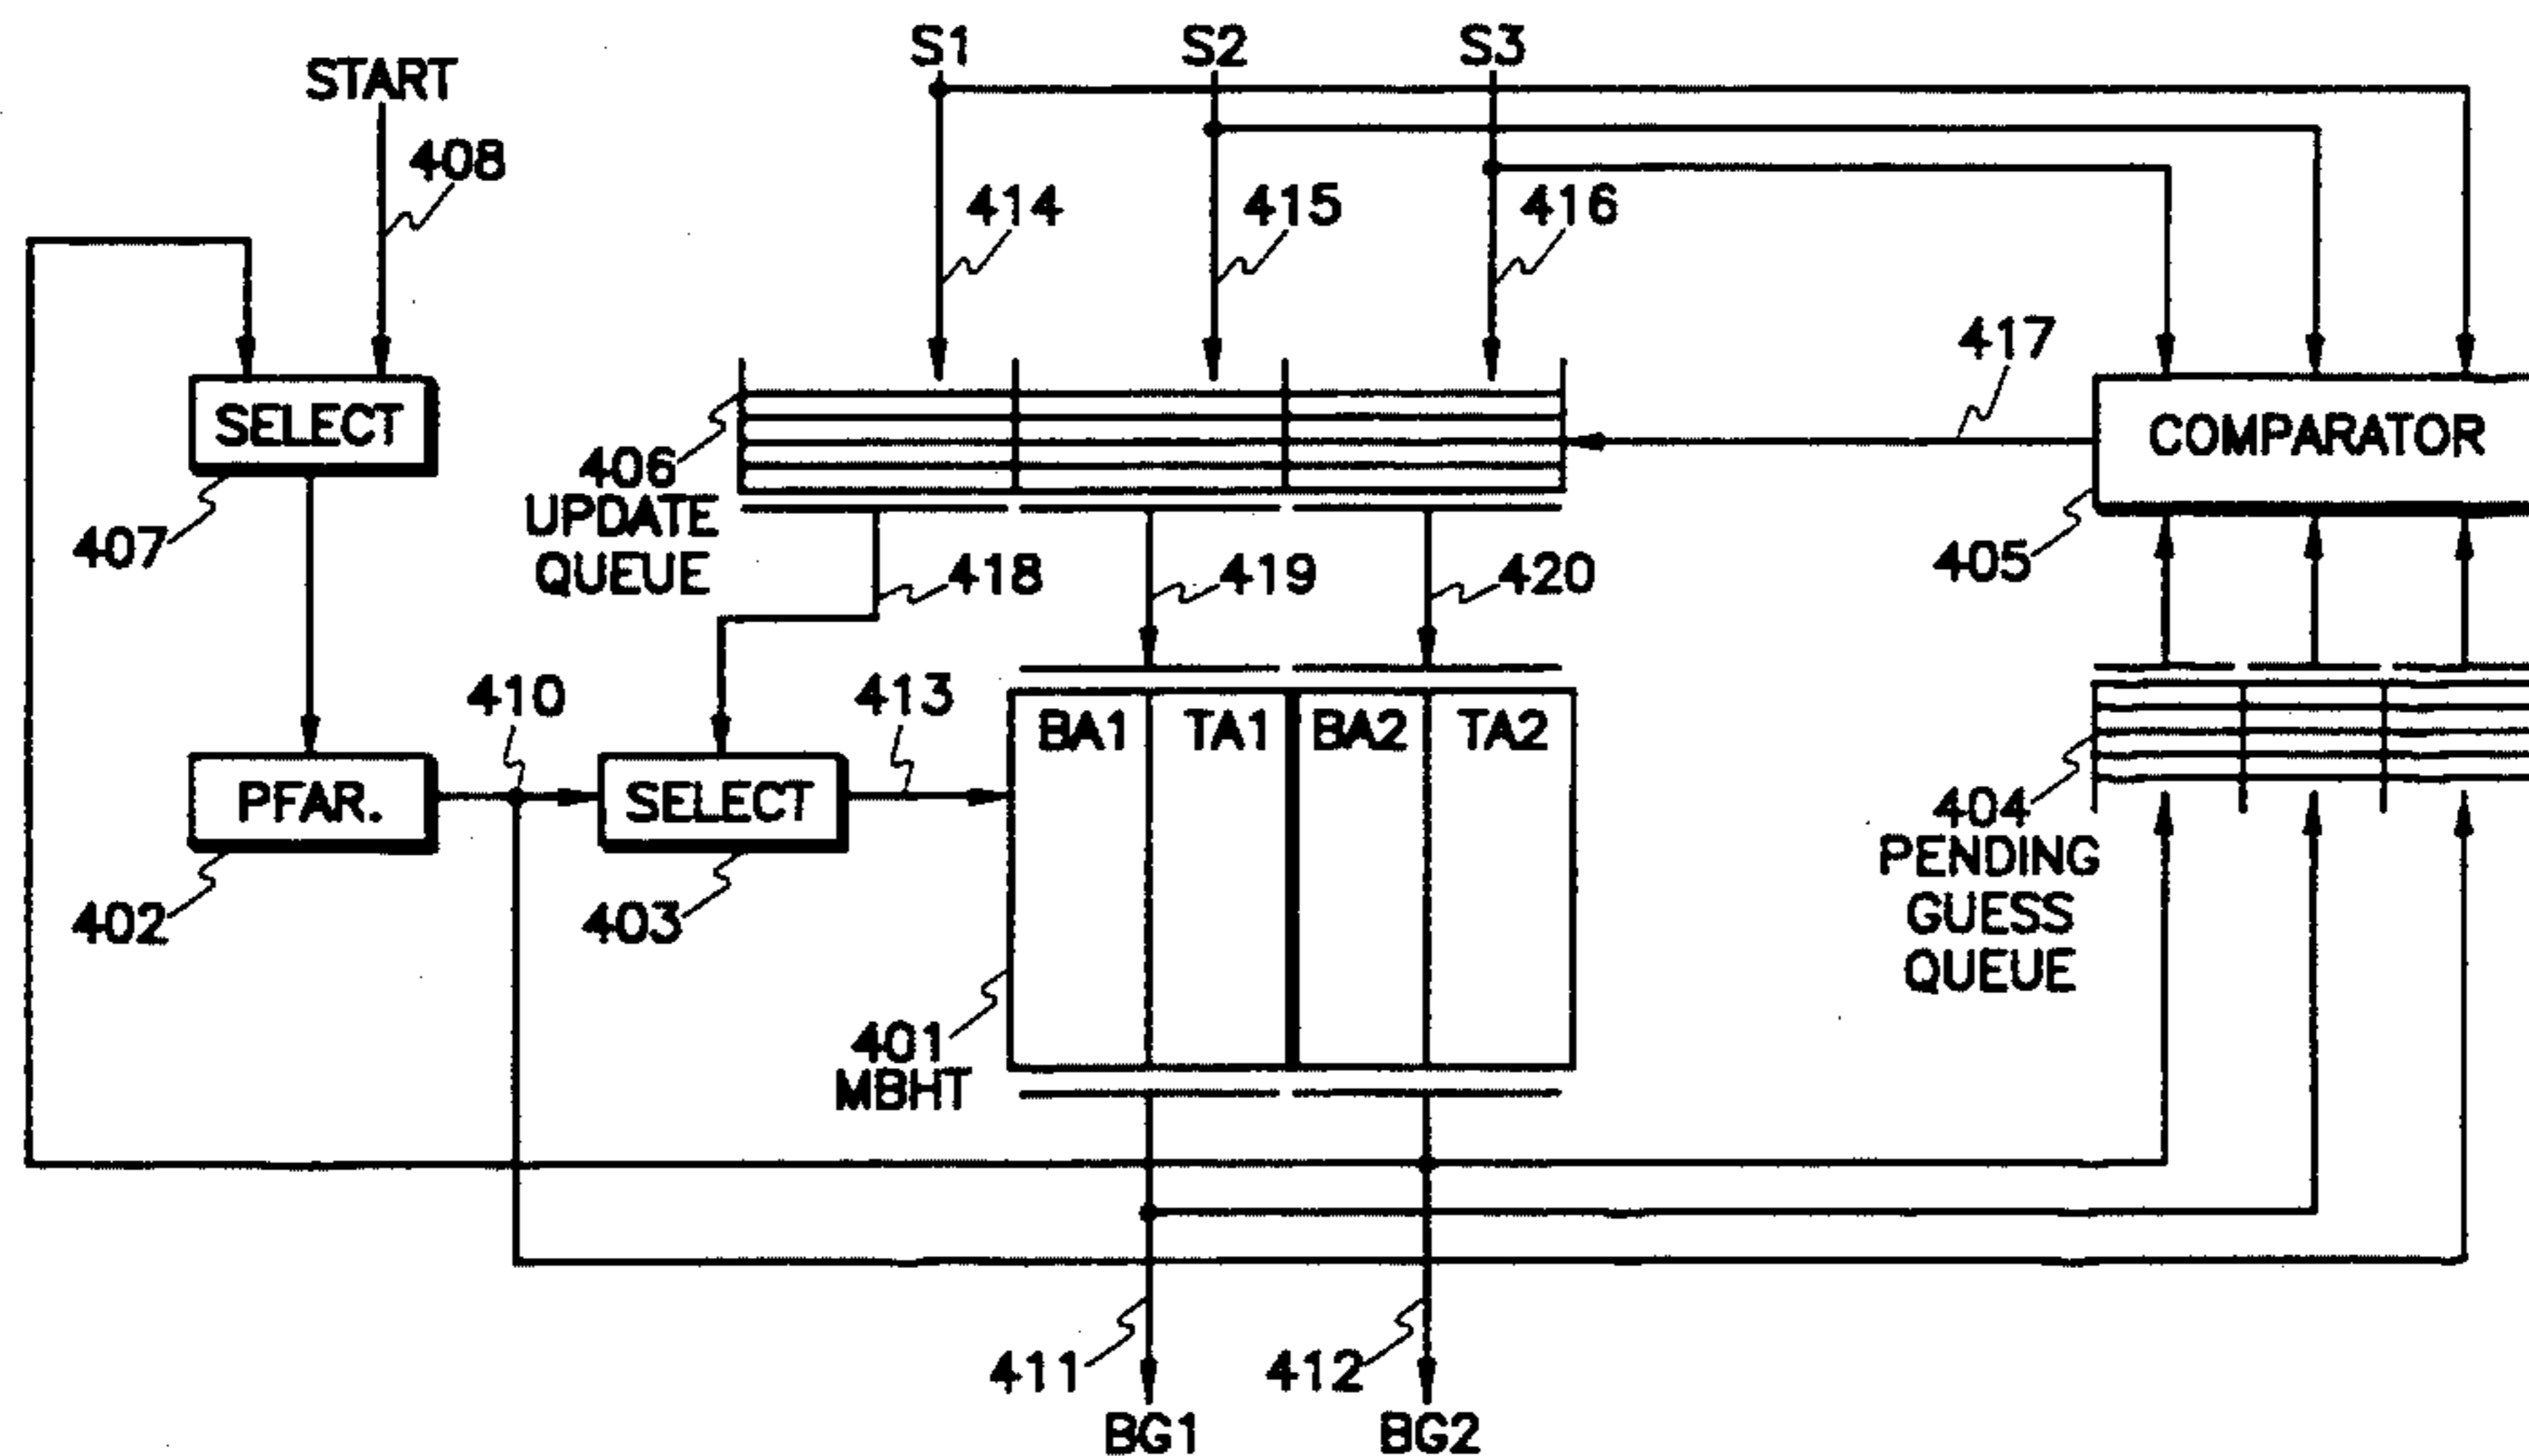 S1
S2
S3
START
408
414
415
416
417
SELECT
COMPARATOR
406
UPDATE
QUEUE
407
418
419
420
405
410
413
BA1
TA1
BA2
TA2
PFAR.
SELECT
404
PENDING
GUESS
QUEUE
402
403
401
MBHT
411
412
BG1
BG2